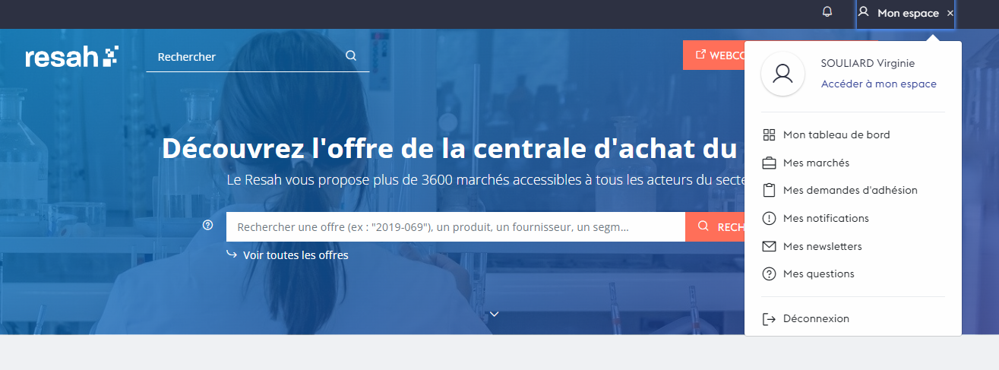 Mon espace
resah
Rechercher
WEBCO
SOULIARD Virginie
Accéder à mon espace
Découvrez l'offre de la centrale d'achat du
Le Resah vous propose plus de 3600 marchés accessibles à tous les acteurs du secte
Rechercher une offre (ex : "2019-069"), un produit, un fournisseur, un segm...
RECH
Voir toutes les offres
Mon tableau de bord
Mes marchés
Mes demandes d'adhésion
Mes notifications
Mes newsletters
Mes questions
Déconnexion